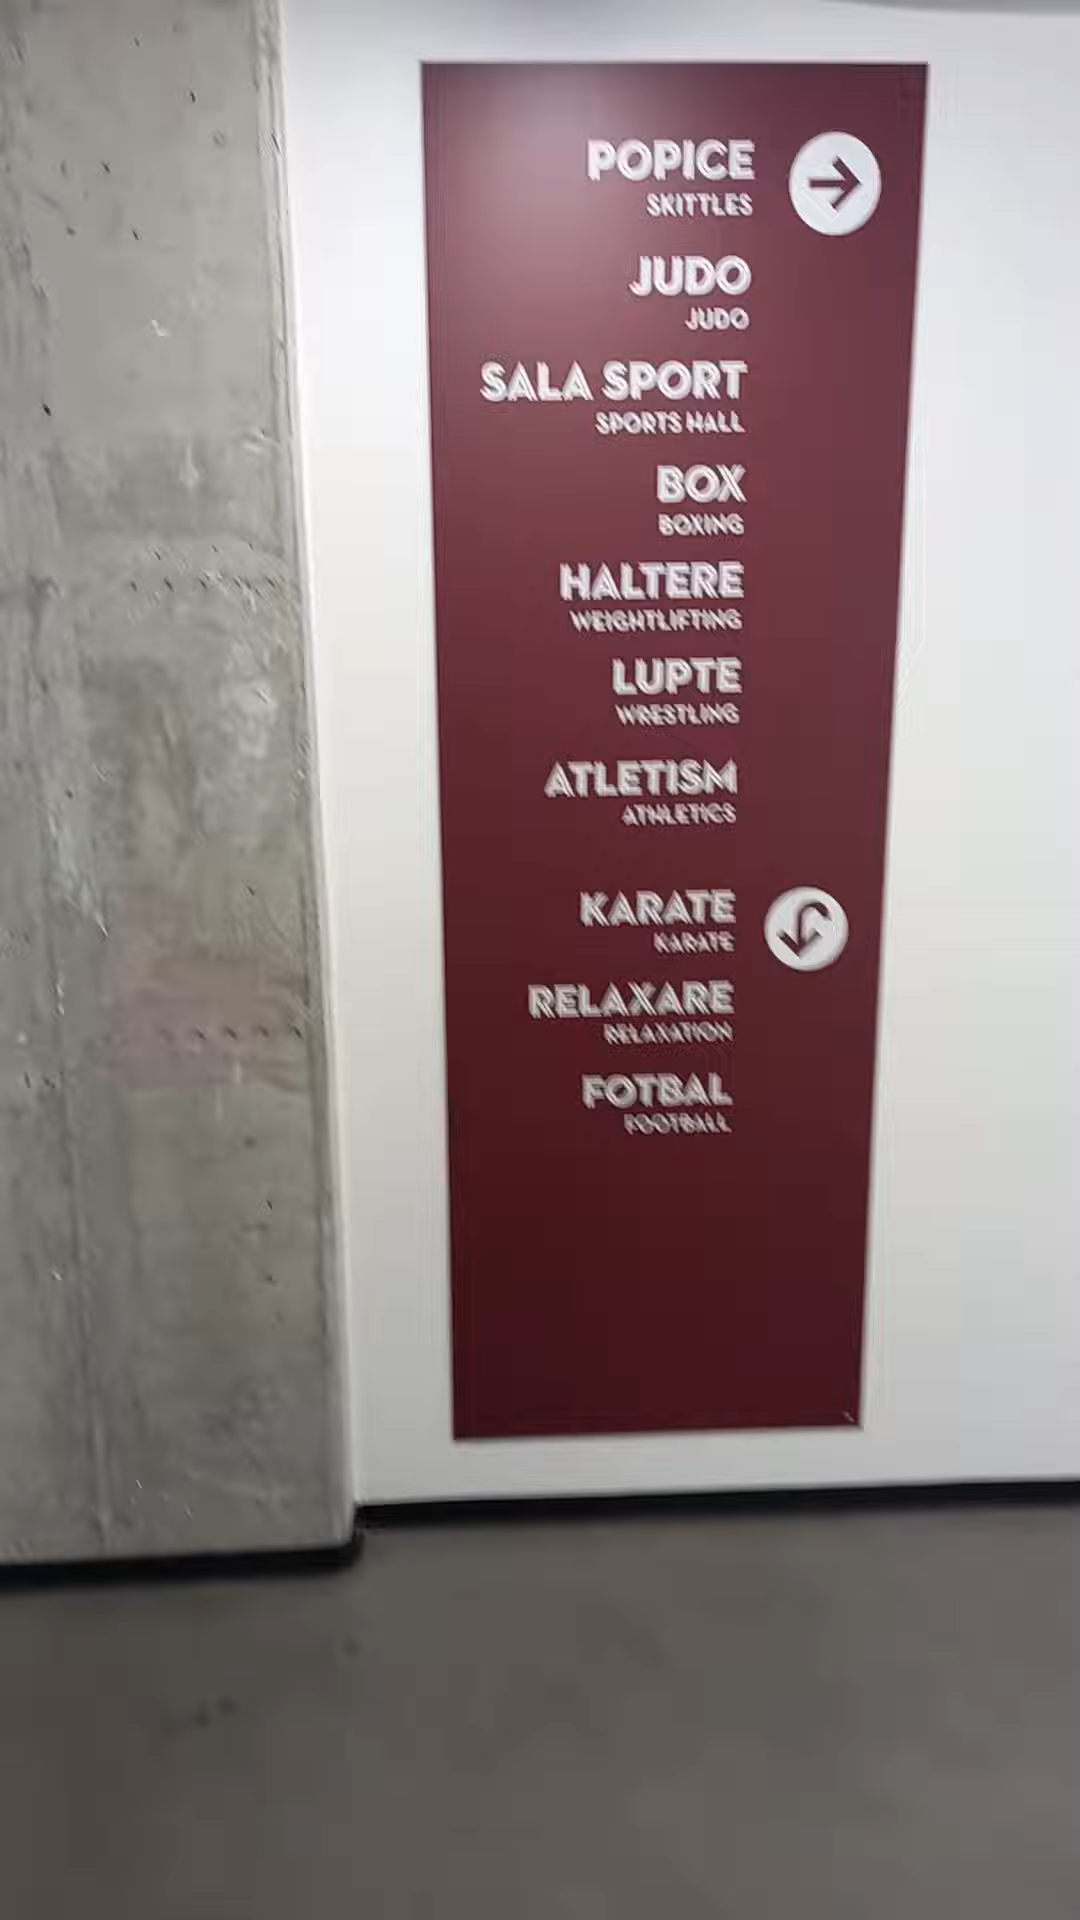 POPICE
SKITTLES
JUDO
JUDO
SALA SPORT
SPORTS HALL
BOX
BOXING
HALTERE
WEIGHTLIFTING
LUPTE
WRESTLING
ATLETISM
ATHLETICS
KARATE
KARATE
RELAXARE
RELAXATION
FOTBAL
FOOTBALL